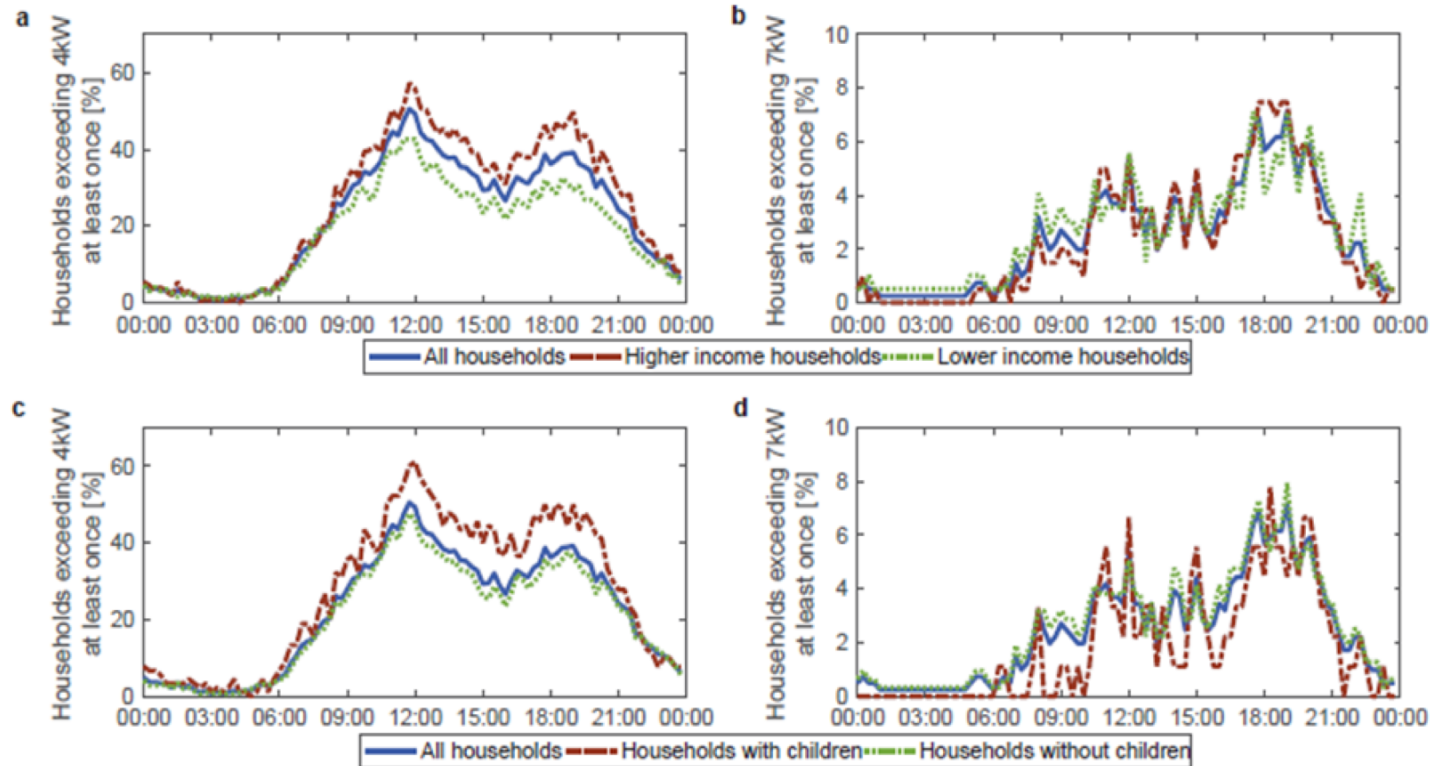 a
Households exceeding 4kW
at least once [%]
60
40
20
0
00:00 03:00 06:00 09:00 12:00 15:00 18:00 21:00 00:00
b
Households exceeding 7kW
at least once [%]
10
8
6
4
2
0
00:00 03:00 06:00 09:00 12:00 15:00 18:00 21:00 00:00
All households Higher income households Lower income households
c
Households exceeding 4kW
at least once [%]
60
40
20
0
00:00 03:00 06:00 09:00 12:00 15:00 18:00 21:00 00:00
d
Households exceeding 7kW
at least once [%]
10
8
6
4
2
0
00:00 03:00 06:00 09:00 12:00 15:00 18:00 21:00 00:00
All households Households with children Households without children